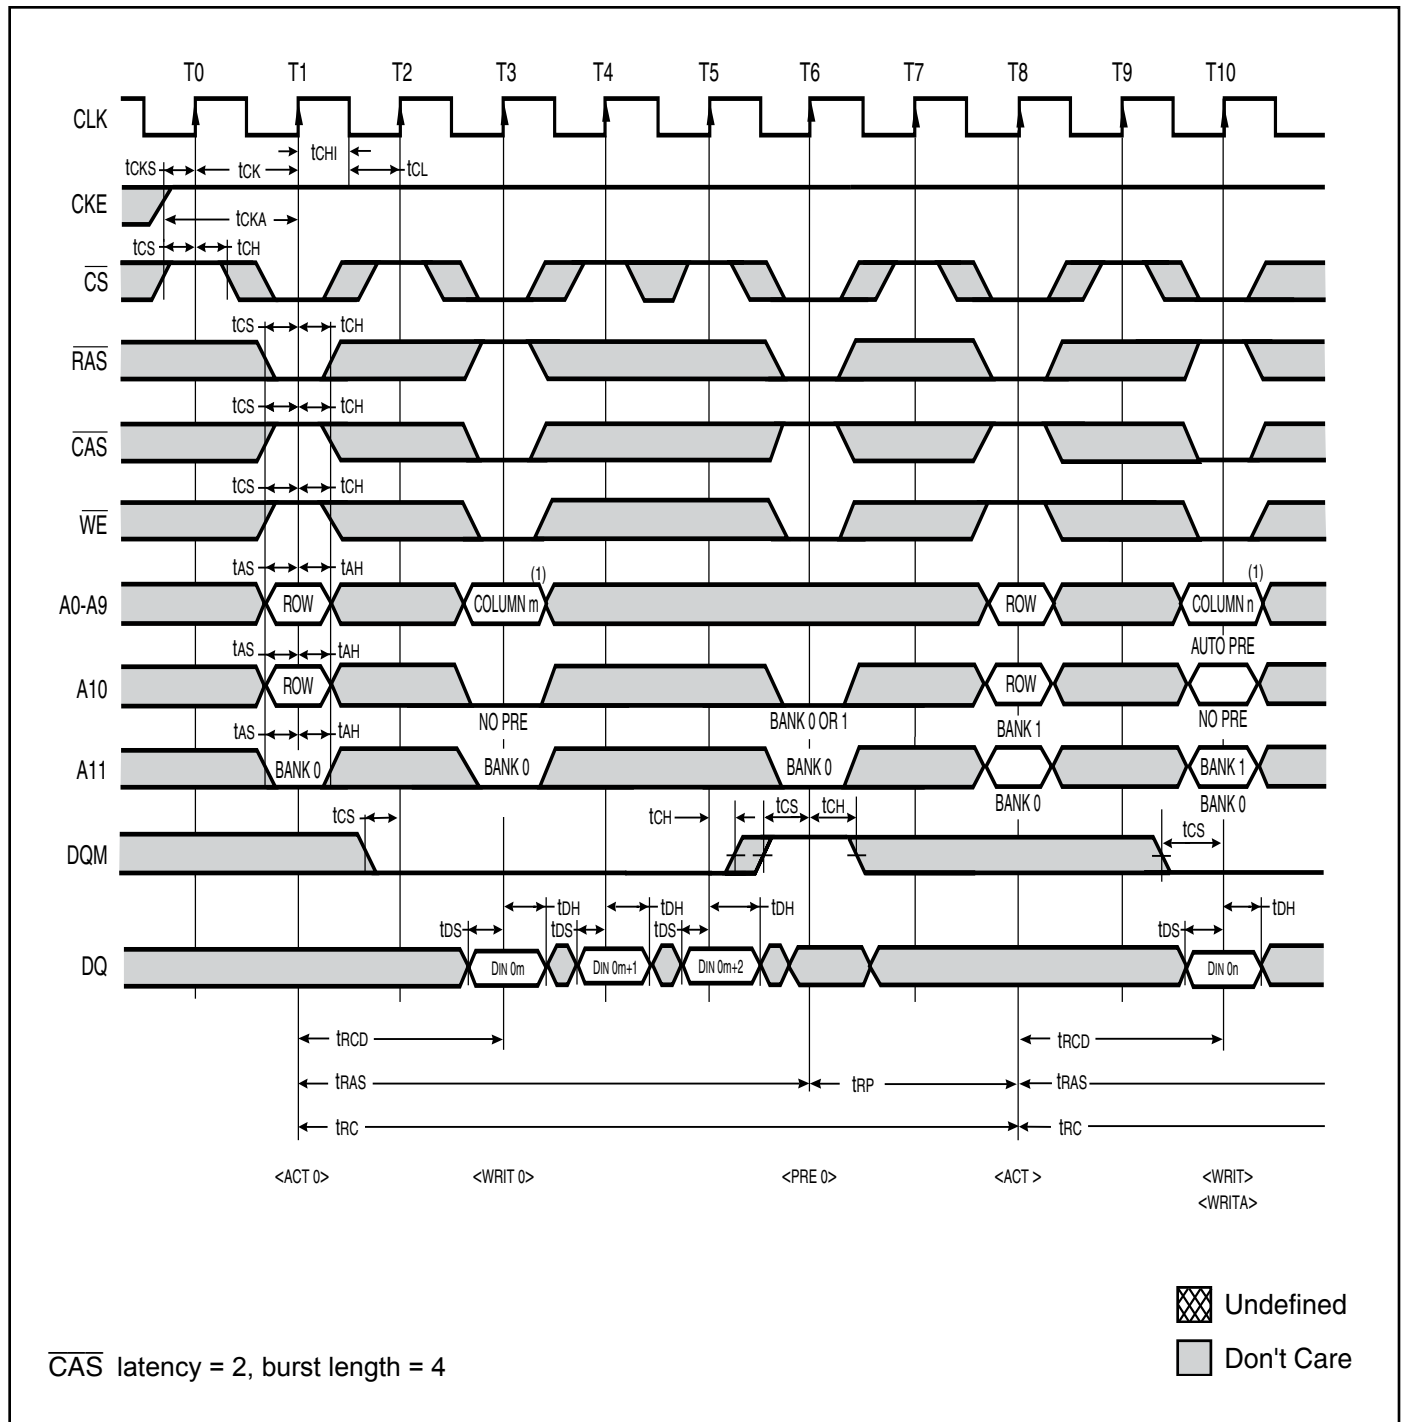 T0 T1 T2 T3 T4 T5 T6 T7 T8 T9 T10
CLK
tCHI
tCKS tCK tCL
CKE
tCKA
tCS tCH
CS
tCS tCH
RAS
tCS tCH
CAS
tCS tCH
WE
tAS tAH (1) (1)
A0-A9 ROW COLUMN m ROW COLUMN n
tAS tAH AUTO PRE
A10 ROW ROW
NO PRE BANK 0 OR 1 BANK 1 NO PRE
tAS tAH
A11 BANK 0 BANK 0 BANK 0 BANK 1
BANK 0 BANK 0
tCS tCH tCS tCH tCS
DQM
tDH tDH tDH tDH
tDS tDS tDS tDS
DQ DIN 0m DIN 0m+1 DIN 0m+2 DIN 0n
tRCD tRCD
tRAS tRP tRAS
tRC tRC
<ACT 0> <WRIT 0> <PRE 0> <ACT > <WRIT>
<WRITA>
Undefined
Don't Care
CAS latency = 2, burst length = 4